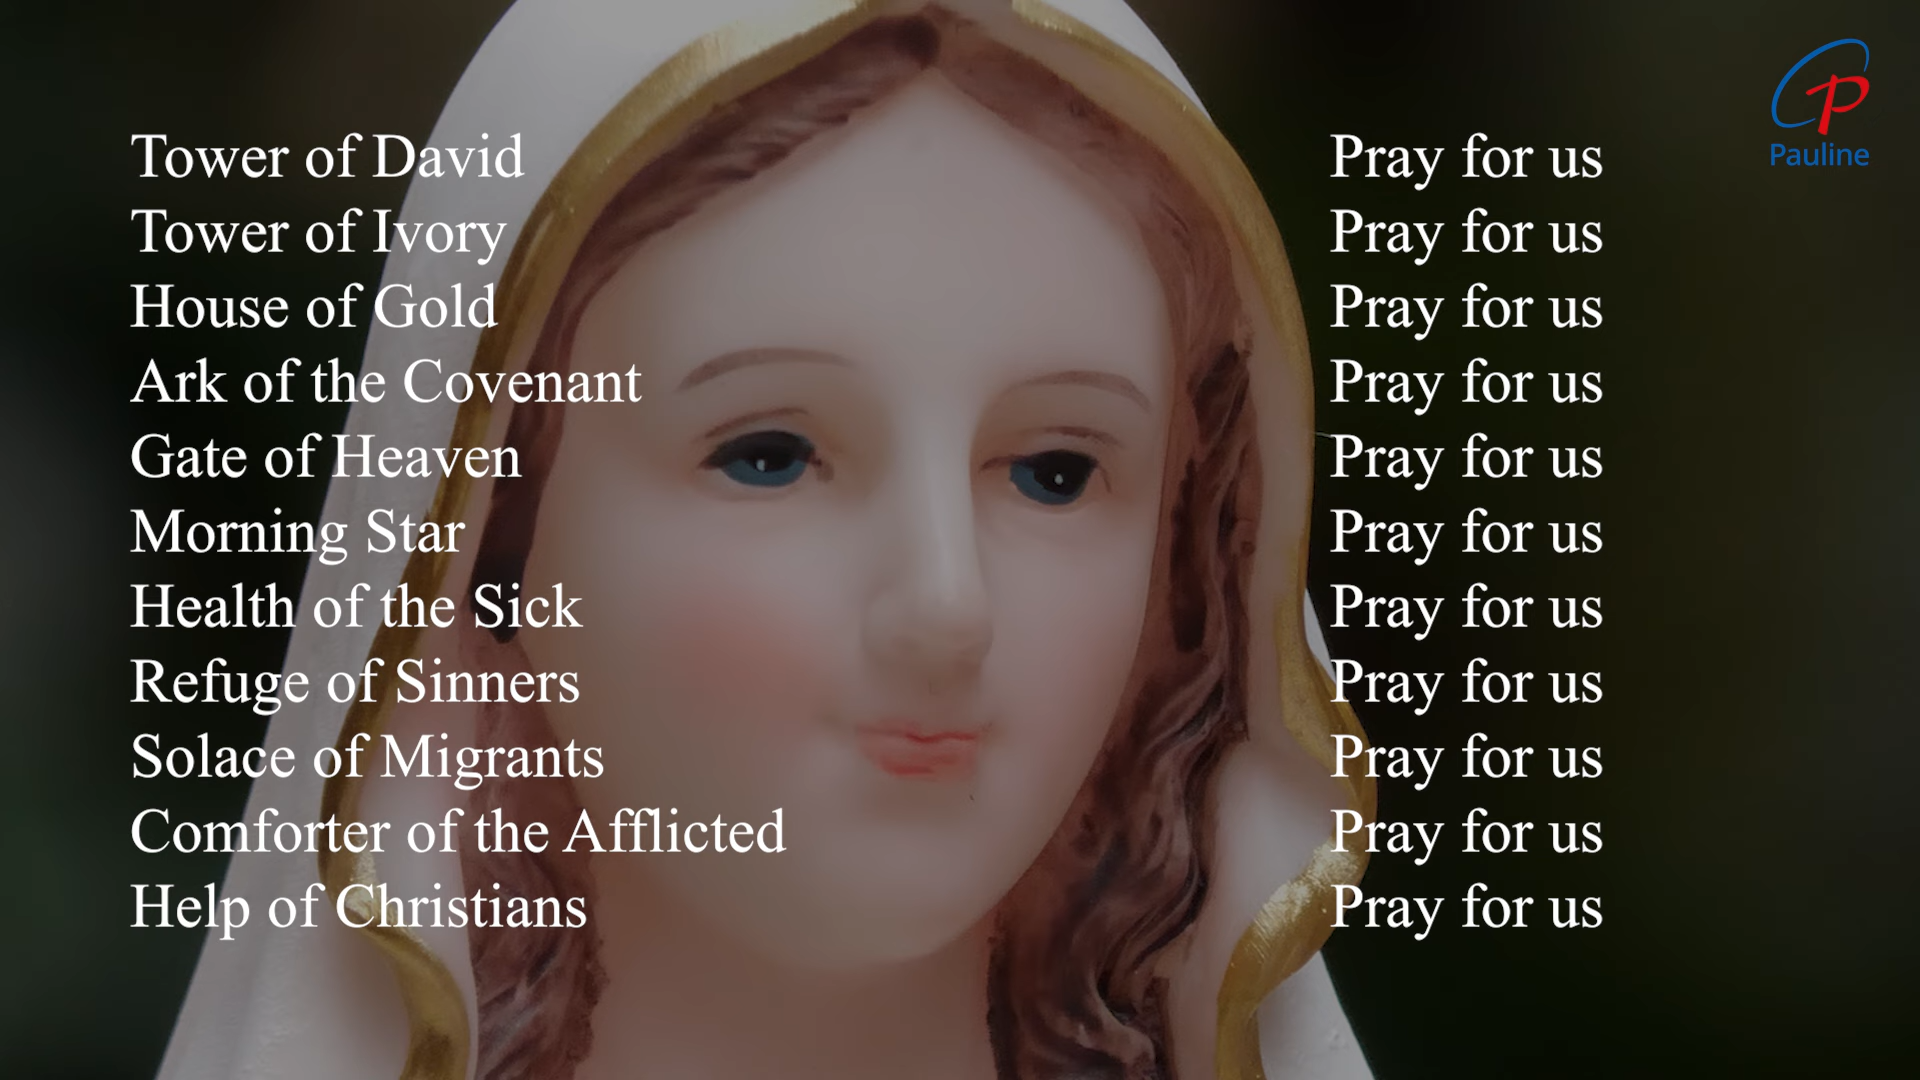 Tower of David Pray for us
Tower of Ivory Pray for us
House of Gold Pray for us
Ark of the Covenant Pray for us
Gate of Heaven Pray for us
Morning Star Pray for us
Health of the Sick Pray for us
Refuge of Sinners Pray for us
Solace of Migrants Pray for us
Comforter of the Afflicted Pray for us
Help of Christians Pray for us
Pauline